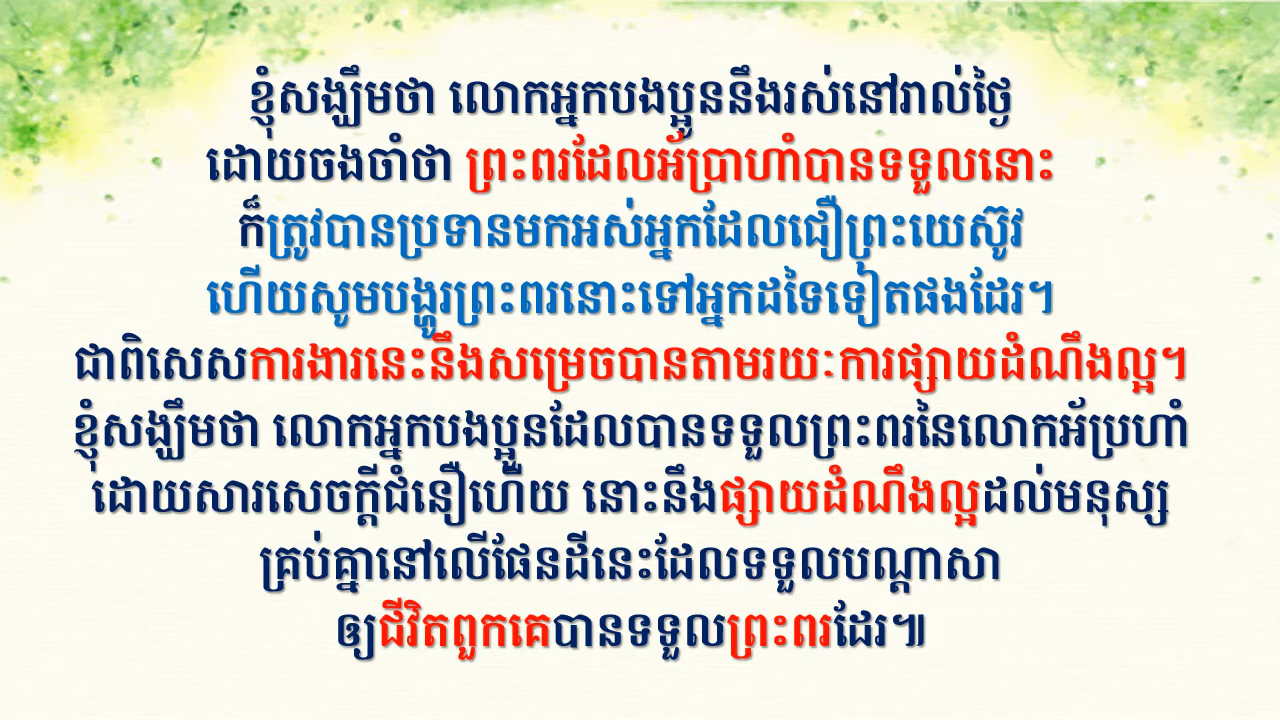 ខ្ញុំសង្ឃឹមថា លោកអ្នកបងប្អូននឹងរស់នៅរាល់ថ្ងៃ
ដោយចងចាំថា ព្រះពរដែលអ័ប្រាហាំបានទទួលនោះ
ក៏ត្រូវបានប្រទានមកអស់អ្នកដែលជឿព្រះយេស៊ូវ
ហើយសូមបង្ហូរព្រះពរនោះទៅអ្នកដទៃទៀតផងដែរ។
ជាពិសេសការងារនេះនឹងសម្រេចបានតាមរយៈការផ្សាយដំណឹងល្អ។
ខ្ញុំសង្ឃឹមថា លោកអ្នកបងប្អូនដែលបានទទួលព្រះពរនៃលោកអ័ប្រហាំ
ដោយសារសេចក្ដីជំនឿហើយ នោះនឹងផ្សាយដំណឹងល្អដល់មនុស្ស
គ្រប់គ្នានៅលើផែនដីនេះដែលទទួលបណ្ដាសា
ឲ្យជីវិតពួកគេបានទទួលព្រះពរដែរ៕